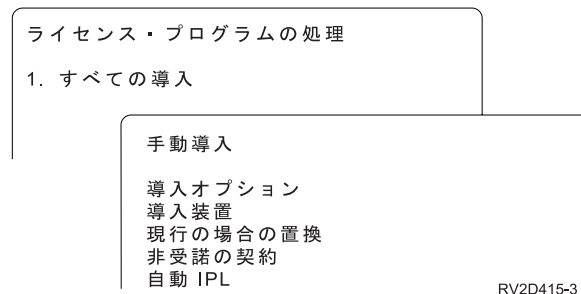 ライセンス・プログラムの処理
1. すべての導入
手動導入
導入オプション
導入装置
現行の場合の置換
非受諾の契約
自動 IPL
RV2D415-3